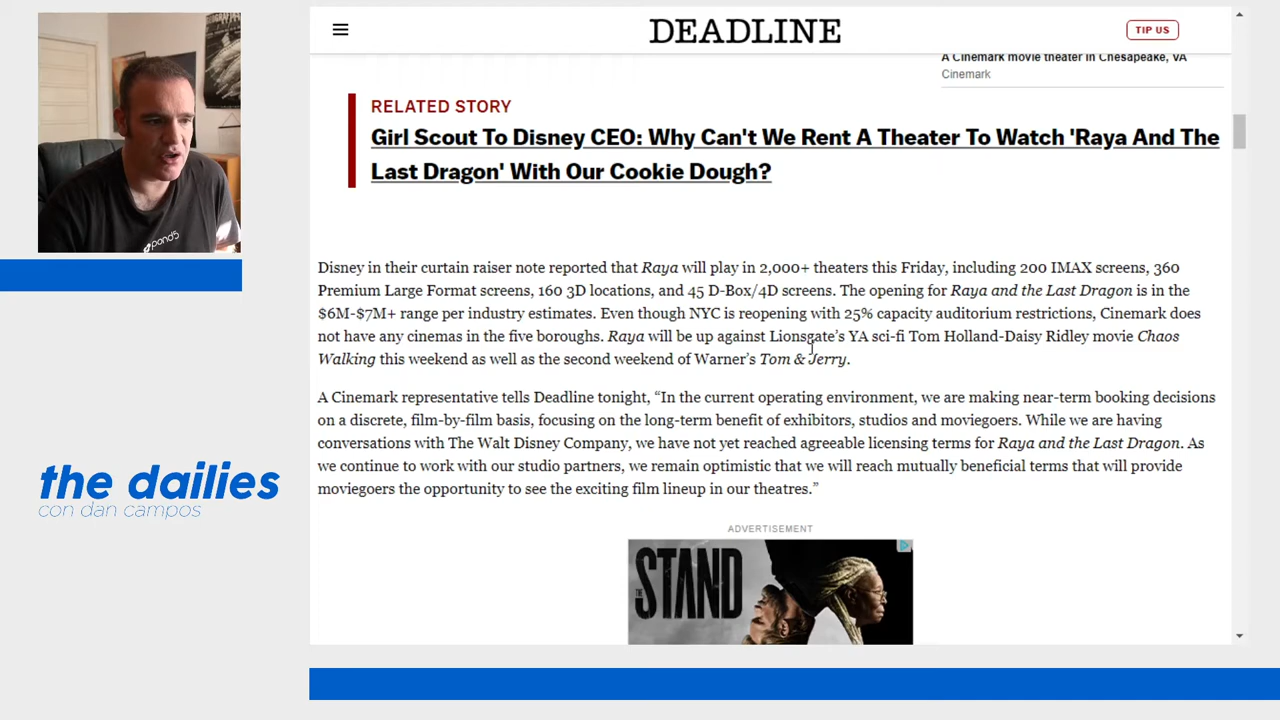 DEADLINE
TIP US
A Cinemark movie theater in Chesapeake, VA
Cinemark
RELATED STORY
Girl Scout To Disney CEO: Why Can't We Rent A Theater To Watch 'Raya And The
Last Dragon' With Our Cookie Dough?
Disney in their curtain raiser note reported that Raya will play in 2,000+ theaters this Friday, including 200 IMAX screens, 360
Premium Large Format screens, 160 3D locations, and 45 D-Box/4D screens. The opening for Raya and the Last Dragon is in the
$6M-$7M+ range per industry estimates. Even though NYC is reopening with 25% capacity auditorium restrictions, Cinemark does
not have any cinemas in the five boroughs. Raya will be up against Lionsgate’s YA sci-fi Tom Holland-Daisy Ridley movie Chaos
Walking this weekend as well as the second weekend of Warner’s Tom & Jerry.
A Cinemark representative tells Deadline tonight, “In the current operating environment, we are making near-term booking decisions
on a discrete, film-by-film basis, focusing on the long-term benefit of exhibitors, studios and moviegoers. While we are having
conversations with The Walt Disney Company, we have not yet reached agreeable licensing terms for Raya and the Last Dragon. As
we continue to work with our studio partners, we remain optimistic that we will reach mutually beneficial terms that will provide
moviegoers the opportunity to see the exciting film lineup in our theatres.”
ADVERTISEMENT
THE STAND
pond5
the dailies
con dan campos